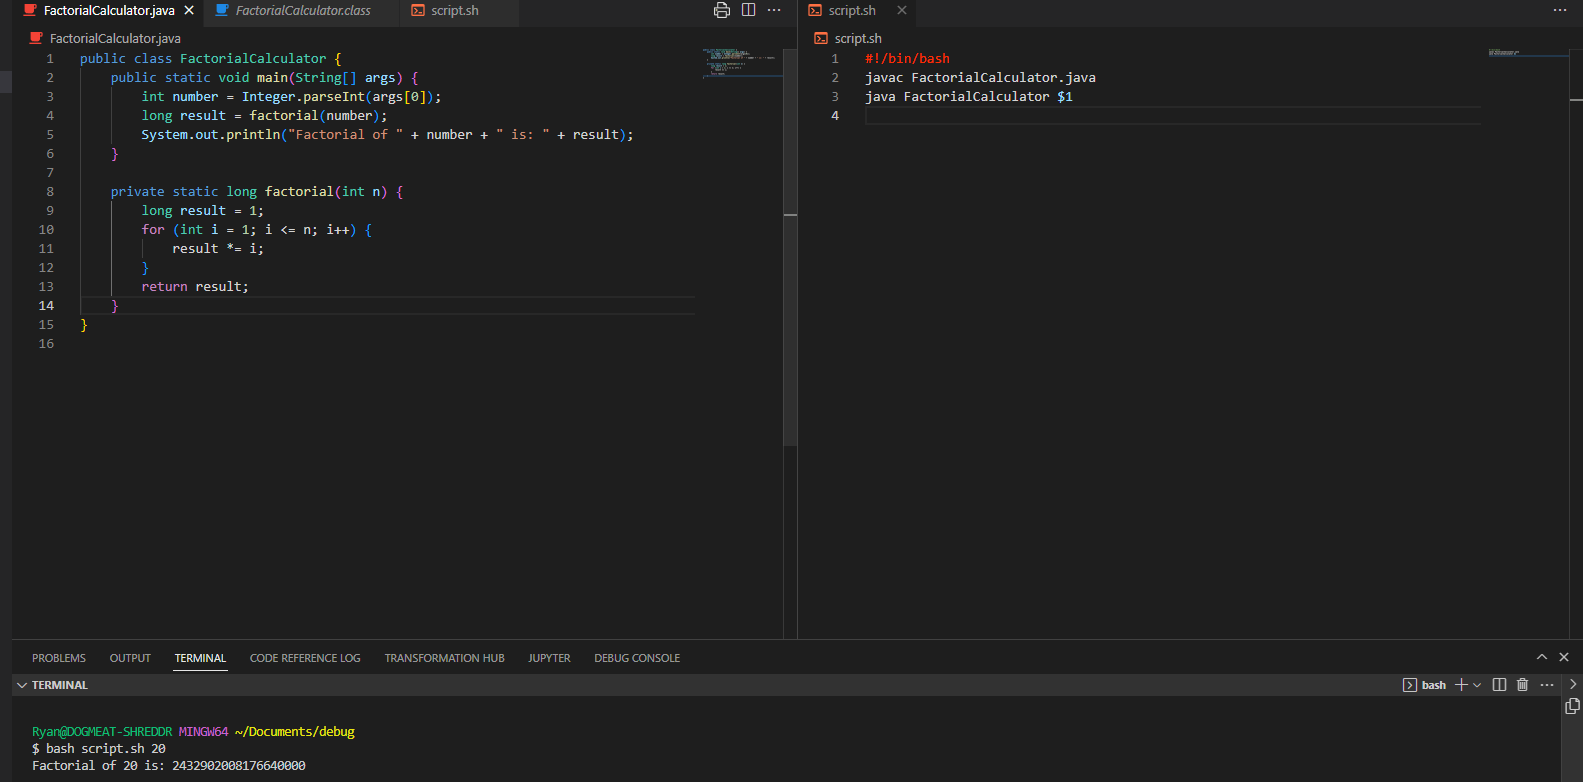 FactorialCalculator.java
FactorialCalculator.class
script.sh
FactorialCalculator.java
1 public class FactorialCalculator {
2     public static void main(String[] args) {
3         int number = Integer.parseInt(args[0]);
4         long result = factorial(number);
5         System.out.println("Factorial of " + number + " is: " + result);
6     }
7
8     private static long factorial(int n) {
9         long result = 1;
10         for (int i = 1; i <= n; i++) {
11             result *= i;
12         }
13         return result;
14     }
15 }
16
script.sh
script.sh
1 #!/bin/bash
2 javac FactorialCalculator.java
3 java FactorialCalculator $1
4
PROBLEMS OUTPUT TERMINAL CODE REFERENCE LOG TRANSFORMATION HUB JUPYTER DEBUG CONSOLE
TERMINAL
bash
Ryan@DOGMEAT-SHREDDR MINGW64 ~/Documents/debug
$ bash script.sh 20
Factorial of 20 is: 2432902008176640000